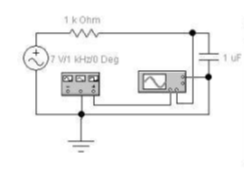 1 k Ohm
7 V/1 kHz/0 Deg
1 uF